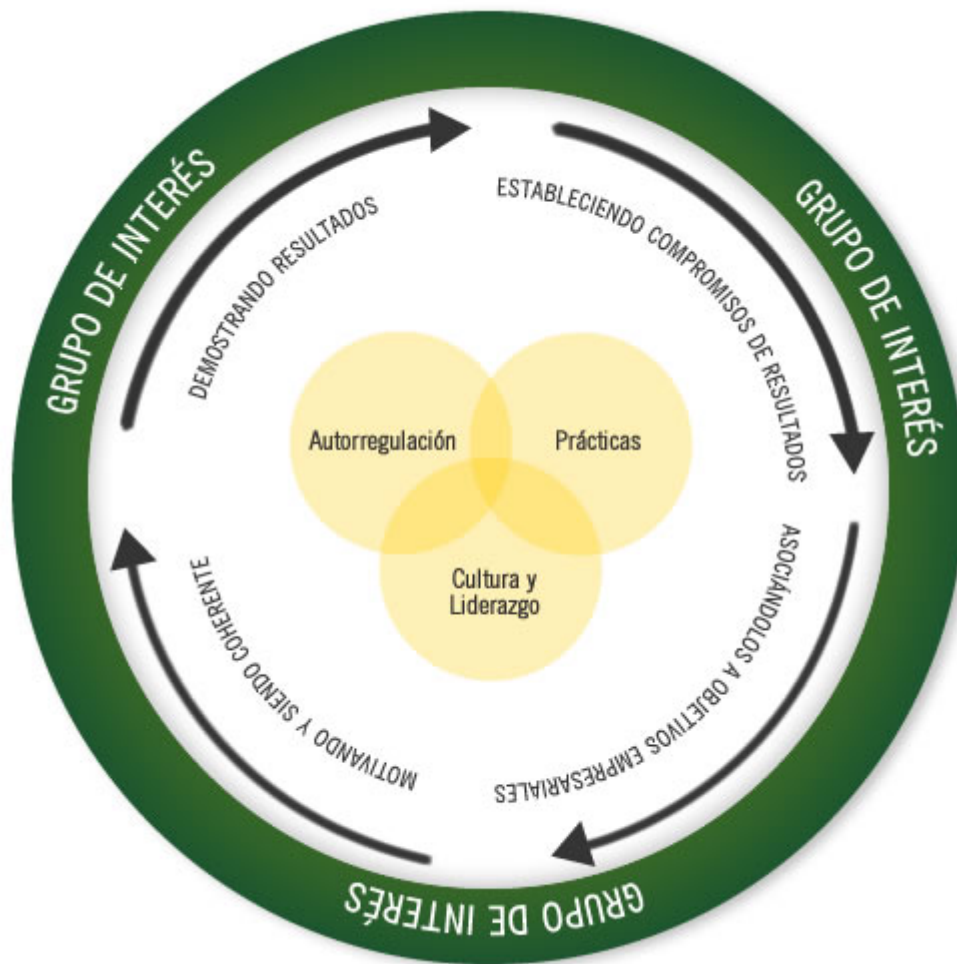 GRUPO DE INTERÉS
GRUPO DE INTERÉS
DEMOSTRANDO RESULTADOS
ESTABLECIENDO COMPROMISOS DE RESULTADOS
Autorregulación
Prácticas
Cultura y
Liderazgo
MOTIVANDO Y SIENDO COHERENTE
ASOCIÁNDOLOS A OBJETIVOS EMPRESARIALES
GRUPO DE INTERÉS